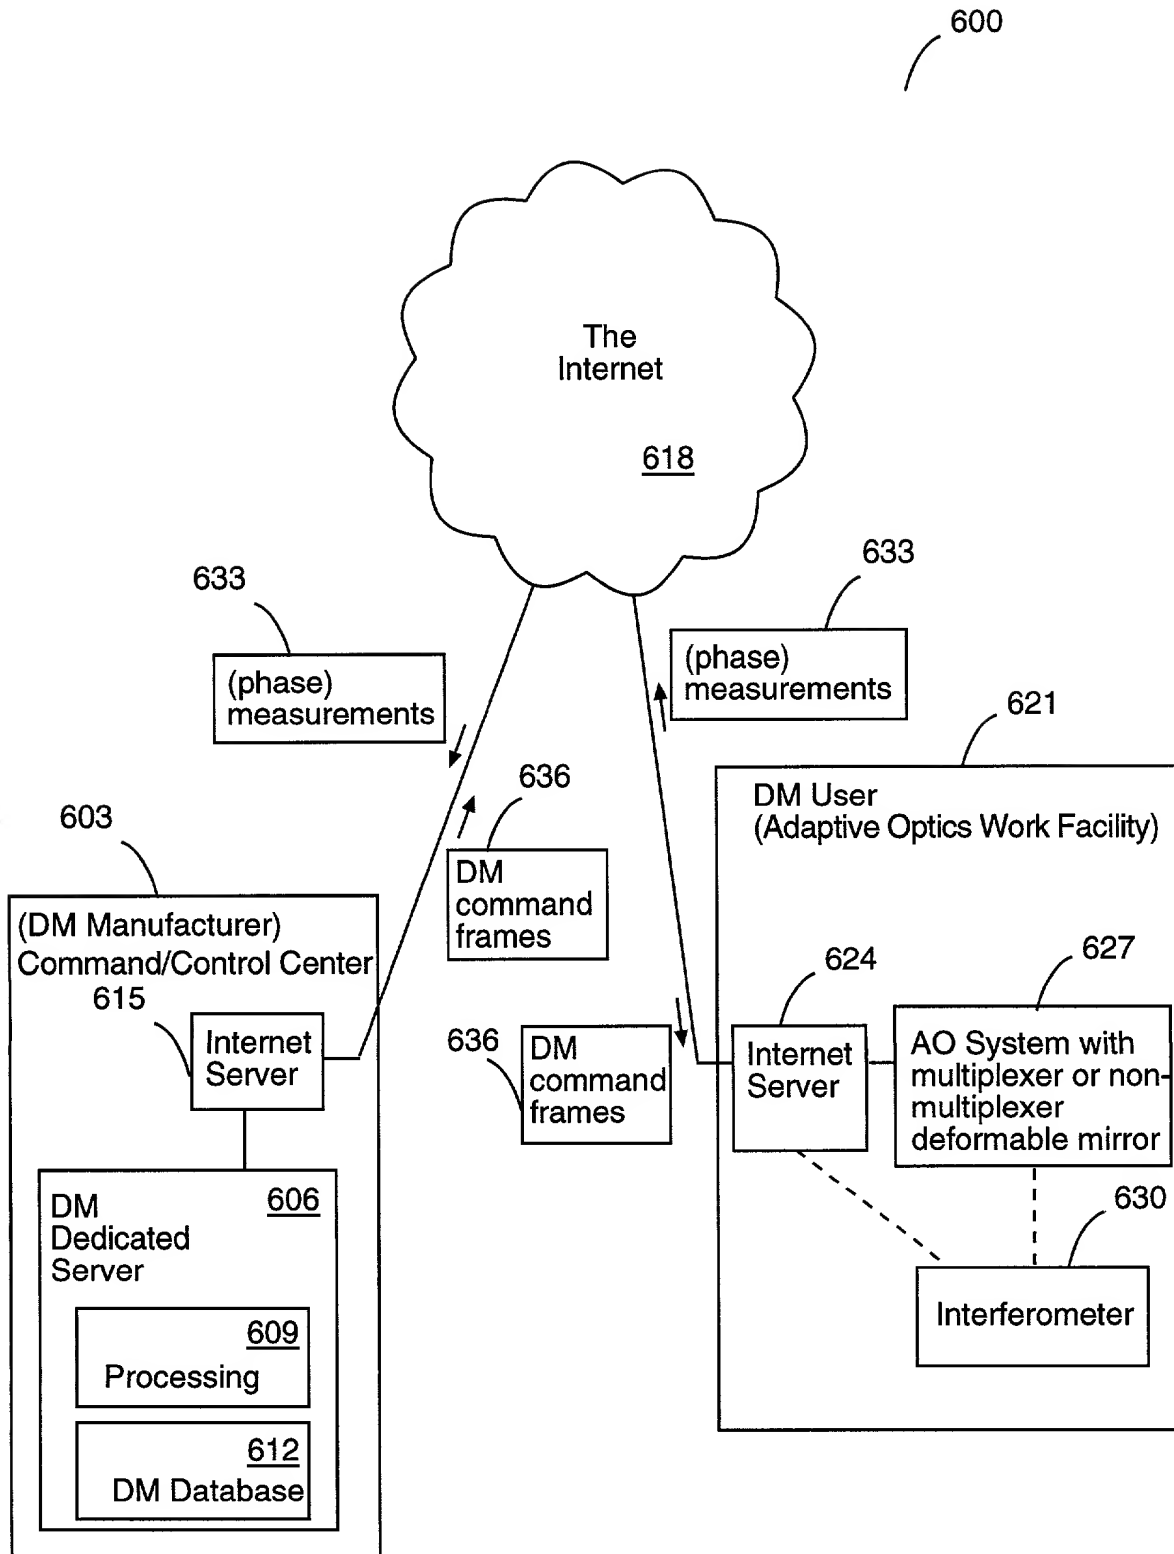 600
The
Internet
618
633
(phase)
measurements
633
(phase)
measurements
621
636
DM
command
frames
DM User
(Adaptive Optics Work Facility)
603
(DM Manufacturer)
Command/Control Center
615
Internet
Server
636
DM
command
frames
624
Internet
Server
627
AO System with
multiplexer or non-
multiplexer
deformable mirror
606
DM
Dedicated
Server
630
Interferometer
609
Processing
612
DM Database